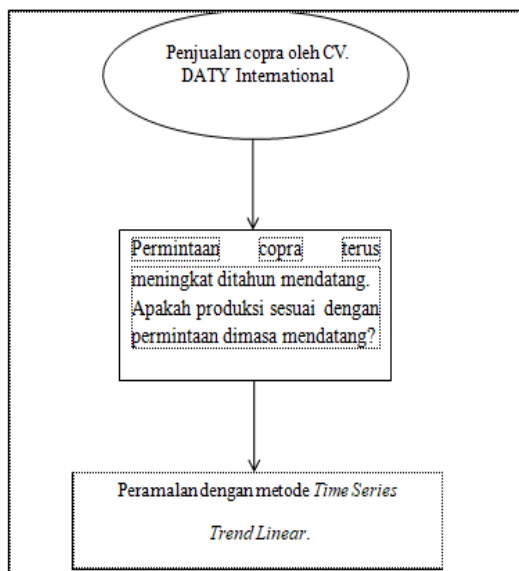 Penjualan copra oleh CV.
DATY International
Permintaan copra terus
meningkat ditahun mendatang.
Apakah produksi sesuai dengan
permintaan dimasa mendatang?
Peramalan dengan metode Time Series
Trend Linear.